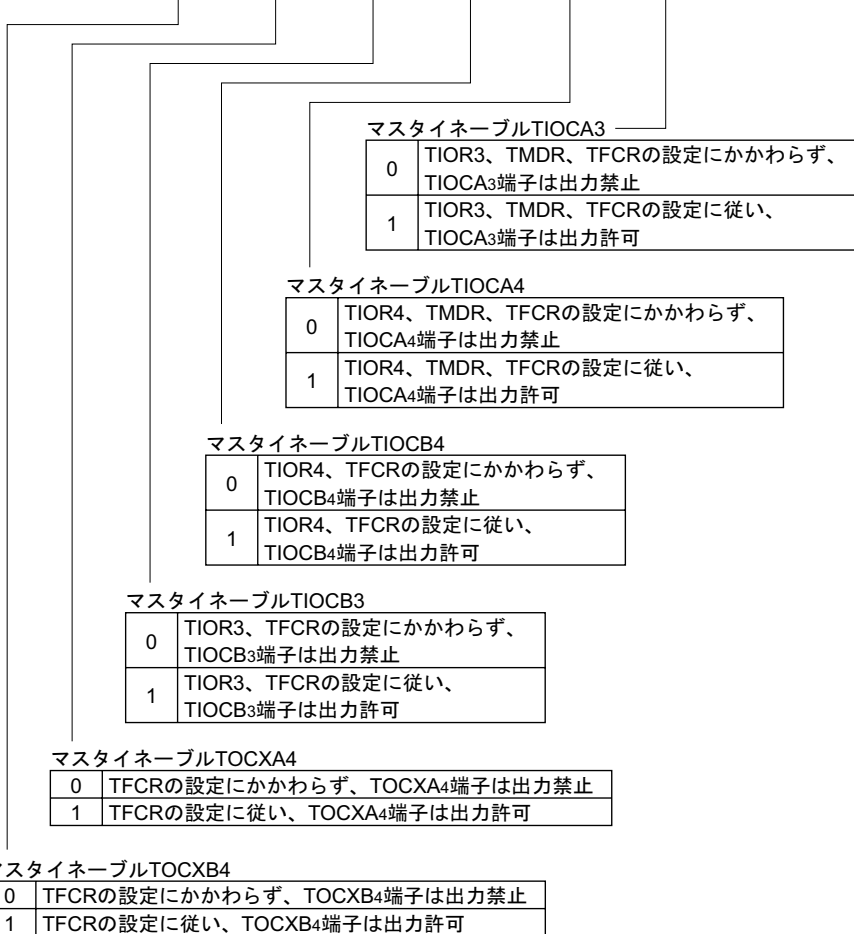 マスタイネーブルTIOCA3
0
TIOR3、TMDR、TFCRの設定にかかわらず、
TIOCA3端子は出力禁止
1
TIOR3、TMDR、TFCRの設定に従い、
TIOCA3端子は出力許可
マスタイネーブルTIOCA4
0
TIOR4、TMDR、TFCRの設定にかかわらず、
TIOCA4端子は出力禁止
1
TIOR4、TMDR、TFCRの設定に従い、
TIOCA4端子は出力許可
マスタイネーブルTIOCB4
0
TIOR4、TFCRの設定にかかわらず、
TIOCB4端子は出力禁止
1
TIOR4、TFCRの設定に従い、
TIOCB4端子は出力許可
マスタイネーブルTIOCB3
0
TIOR3、TFCRの設定にかかわらず、
TIOCB3端子は出力禁止
1
TIOR3、TFCRの設定に従い、
TIOCB3端子は出力許可
マスタイネーブルTOCXA4
0 TFCRの設定にかかわらず、TOCXA4端子は出力禁止
1 TFCRの設定に従い、TOCXA4端子は出力許可
マスタイネーブルTOCXB4
0 TFCRの設定にかかわらず、TOCXB4端子は出力禁止
1 TFCRの設定に従い、TOCXB4端子は出力許可